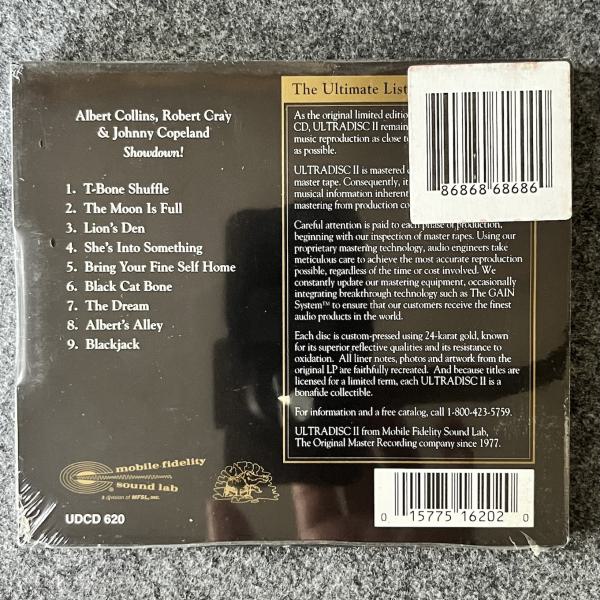 Albert Collins, Robert Cray
& Johnny Copeland
Showdown!
1. T-Bone Shuffle
2. The Moon Is Full
3. Lion's Den
4. She's Into Something
5. Bring Your Fine Self Home
6. Black Cat Bone
7. The Dream
8. Albert's Alley
9. Blackjack
mobile fidelity
sound lab
a division of MFSL, INC.
UDCD 620
The Ultimate List
As the original limited edition
CD, ULTRADISC II remain
music reproduction as close t
as possible.
ULTRADISC II is mastered
master tape. Consequently, it
musical information inherent
mastering from production co
Careful attention is paid to each phase of production,
beginning with our inspection of master tapes. Using our
proprietary mastering technology, audio engineers take
meticulous care to achieve the most accurate reproduction
possible, regardless of the time or cost involved. We
constantly update our mastering equipment, occasionally
integrating breakthrough technology such as The GAIN
System™ to ensure that our customers receive the finest
audio products in the world.
Each disc is custom-pressed using 24-karat gold, known
for its superior reflective qualities and its resistance to
oxidation. All liner notes, photos and artwork from the
original LP are faithfully recreated. And because titles are
licensed for a limited term, each ULTRADISC II is a
bonafide collectible.
For information and a free catalog, call 1-800-423-5759.
ULTRADISC II from Mobile Fidelity Sound Lab,
The Original Master Recording company since 1977.
86868 68686
0 15775 16202 0